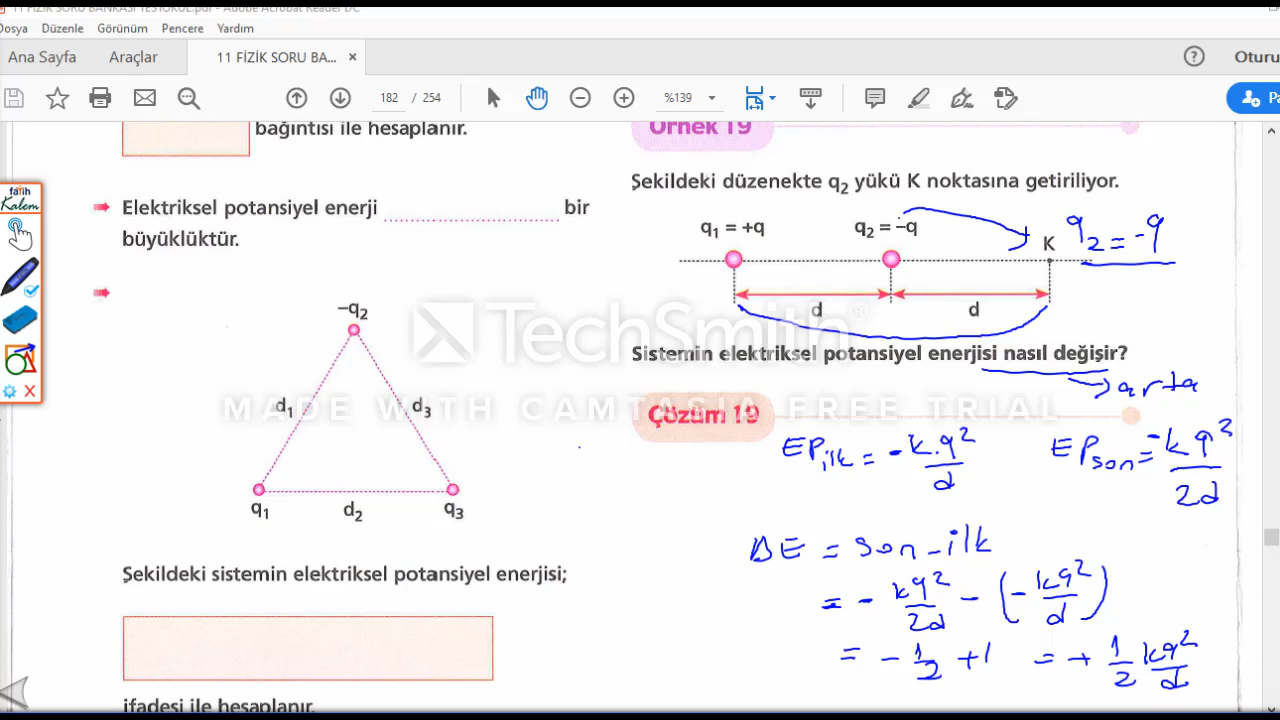 11 FİZİK SORU BANKASI TESTOKUL.pdf - Adobe Acrobat Reader DC
Dosya Düzenle Görünüm Pencere Yardım
Ana Sayfa Araçlar 11 FİZİK SORU BA... × ? Oturu
182 / 254 %139 Pa
fatih
Kalem
bağıntısı ile hesaplanır.
Elektriksel potansiyel enerji bir
büyüklüktür.
–q2
d1 d3
q1 d2 q3
Şekildeki sistemin elektriksel potansiyel enerjisi;
ifadesi ile hesaplanır.
Örnek 19
Şekildeki düzenekte q2 yükü K noktasına getiriliyor.
q1 = +q q2 = –q K q2 = -q
d d
Sistemin elektriksel potansiyel enerjisi nasıl değişir?
→ arta
Çözüm 19
EPilk = -k.q²/d EPson = -kq²/2d
ΔE = son - ilk
= - kq²/2d - (-kq²/d)
= - 1/2 + 1 = + 1/2 kq²/d
TechSmith
MADE WITH CAMTASIA FREE TRIAL